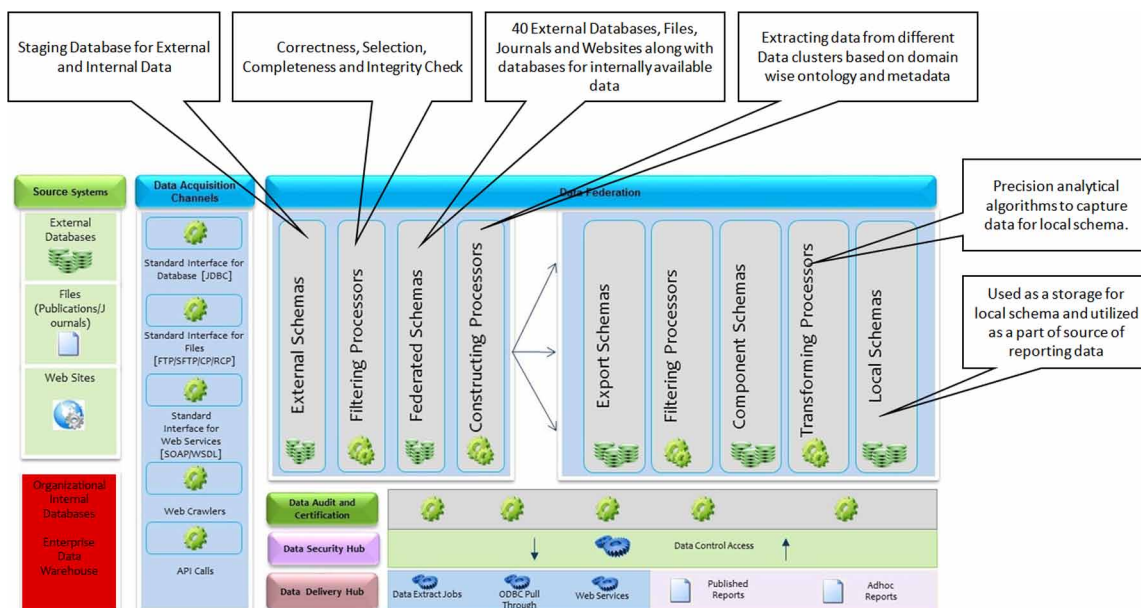 Staging Database for External
and Internal Data
Correctness, Selection,
Completeness and Integrity Check
40 External Databases, Files,
Journals and Websites along with
databases for internally available
data
Extracting data from different
Data clusters based on domain
wise ontology and metadata
Source Systems
Data Acquisition
Channels
Data Federation
Precision analytical
algorithms to capture
data for local schema.
Used as a storage for
local schema and utilized
as a part of source of
reporting data
External
Databases
Files
(Publications/J
ournals)
Web Sites
Organizational
Internal
Databases
Enterprise
Data
Warehouse
Standard Interface for
Database [JDBC]
Standard Interface for
Files
[FTP/SFTP/CP/RCP]
Standard
Interface for
Web Services
[SOAP/WSDL]
Web Crawlers
API Calls
External Schemas
Filtering Processors
Federated Schemas
Constructing Processors
Export Schemas
Filtering Processors
Component Schemas
Transforming Processors
Local Schemas
Data Audit and
Certification
Data Security Hub
Data Control Access
Data Delivery Hub
Data Extract Jobs
ODBC Pull
Through
Web Services
Published
Reports
Adhoc
Reports